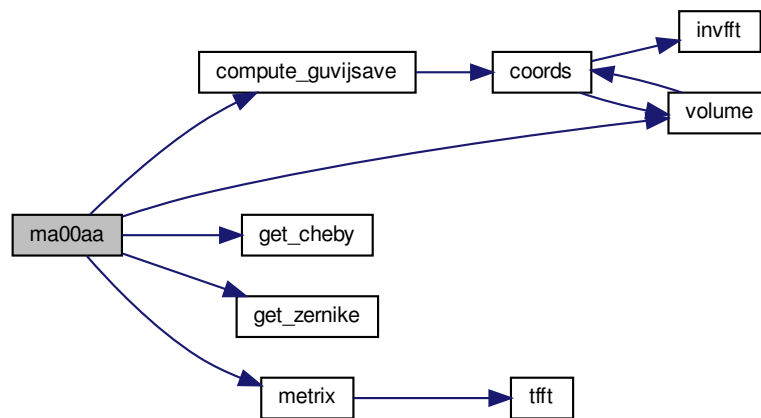 invfft
compute_guvijsave
coords
volume
ma00aa
get_cheby
get_zernike
metrix
tfft